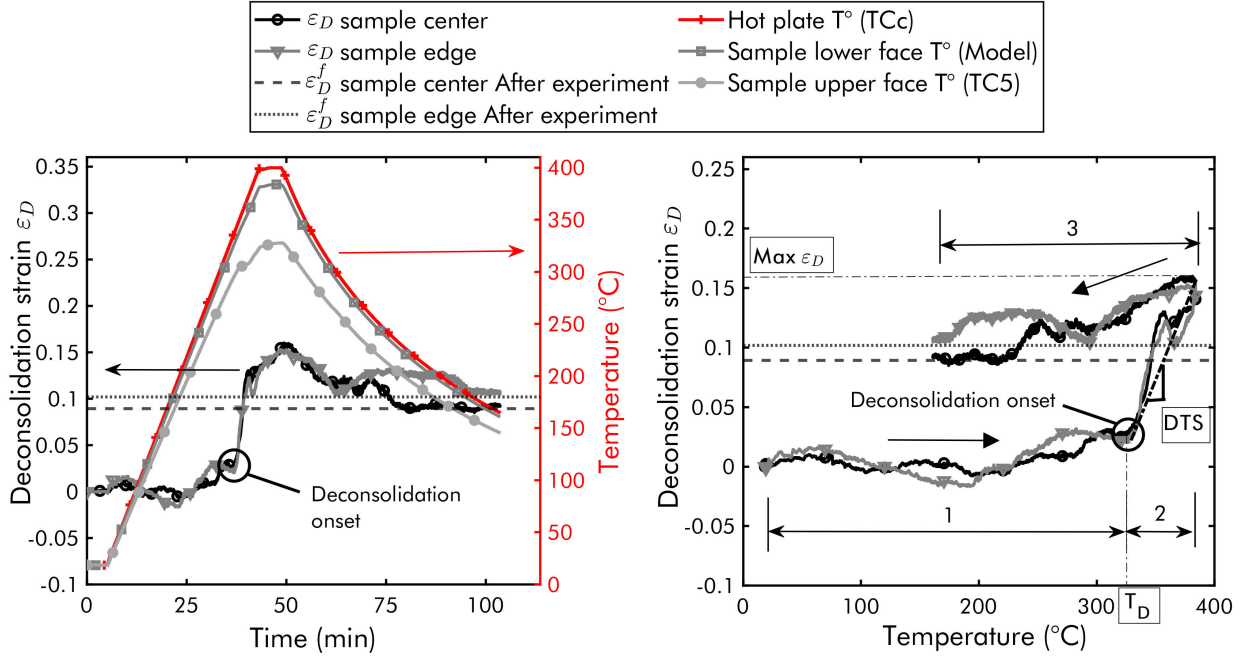 ε_D sample center
ε_D sample edge
ε_D^f sample center After experiment
ε_D^f sample edge After experiment
Hot plate T° (TCc)
Sample lower face T° (Model)
Sample upper face T° (TC5)
Deconsolidation strain ε_D
0.35
0.3
0.25
0.2
0.15
0.1
0.05
0
-0.05
-0.1
0
25
50
75
100
Time (min)
400
350
300
250
200
150
100
50
0
Temperature (°C)
Deconsolidation
onset
Deconsolidation strain ε_D
0.25
0.2
0.15
0.1
0.05
0
-0.05
-0.1
0
100
200
300
400
Temperature (°C)
Max ε_D
3
Deconsolidation
onset
DTS
1
2
T_D